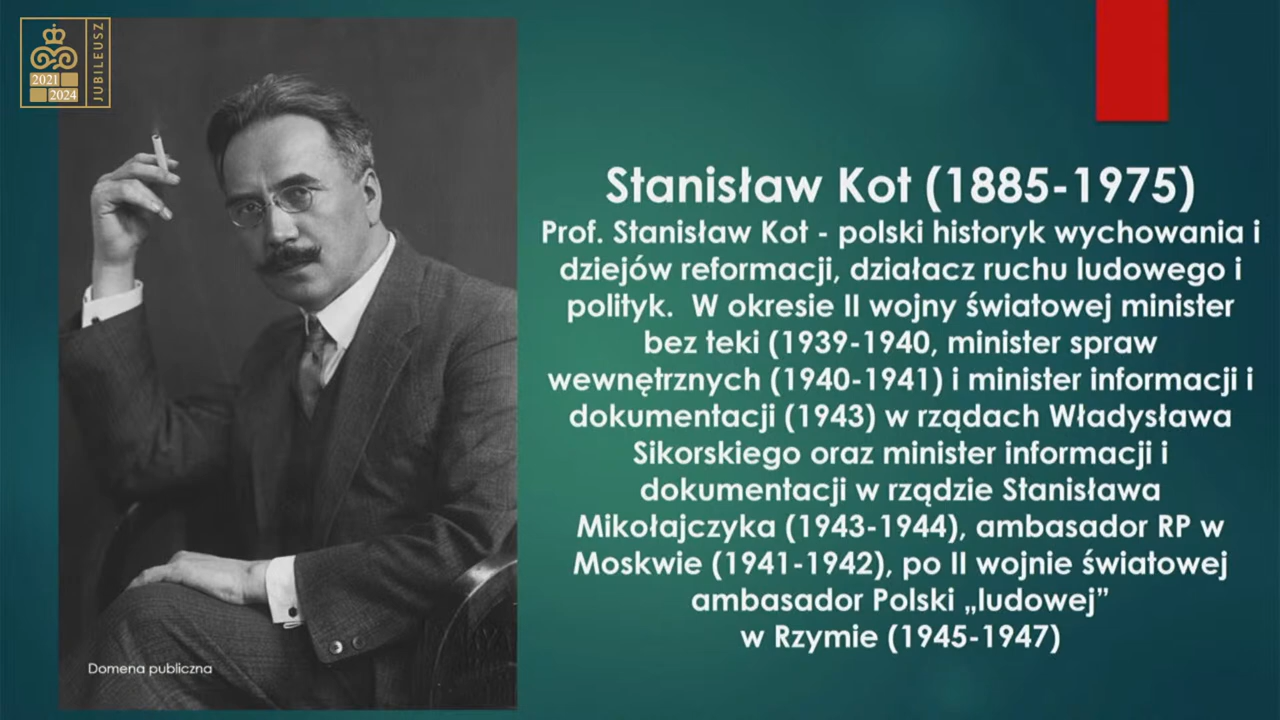 2021
2024
JUBILEUSZ
Stanisław Kot (1885-1975)
Prof. Stanisław Kot - polski historyk wychowania i
dziejów reformacji, działacz ruchu ludowego i
polityk. W okresie II wojny światowej minister
bez teki (1939-1940, minister spraw
wewnętrznych (1940-1941) i minister informacji i
dokumentacji (1943) w rządach Władysława
Sikorskiego oraz minister informacji i
dokumentacji w rządzie Stanisława
Mikołajczyka (1943-1944), ambasador RP w
Moskwie (1941-1942), po II wojnie światowej
ambasador Polski „ludowej”
w Rzymie (1945-1947)
Domena publiczna